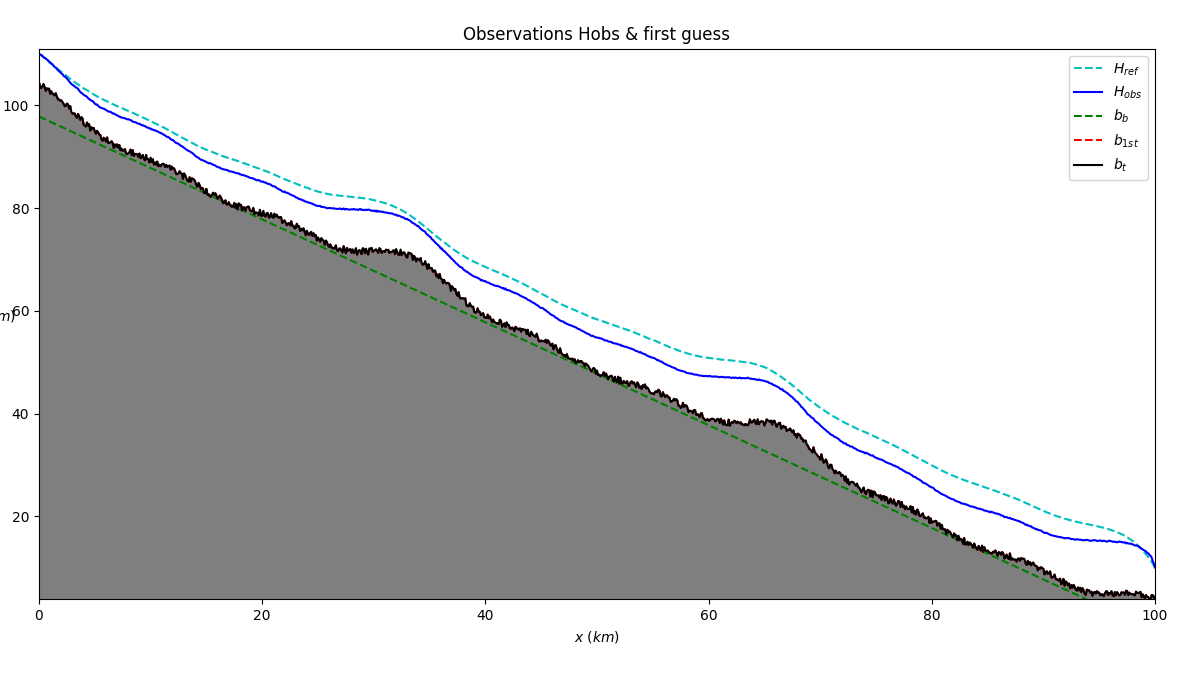 Observations Hobs & first guess
H_ref
H_obs
b_b
b_1st
b_t
100
80
60
40
20
m)
0 20 40 60 80 100
x (km)